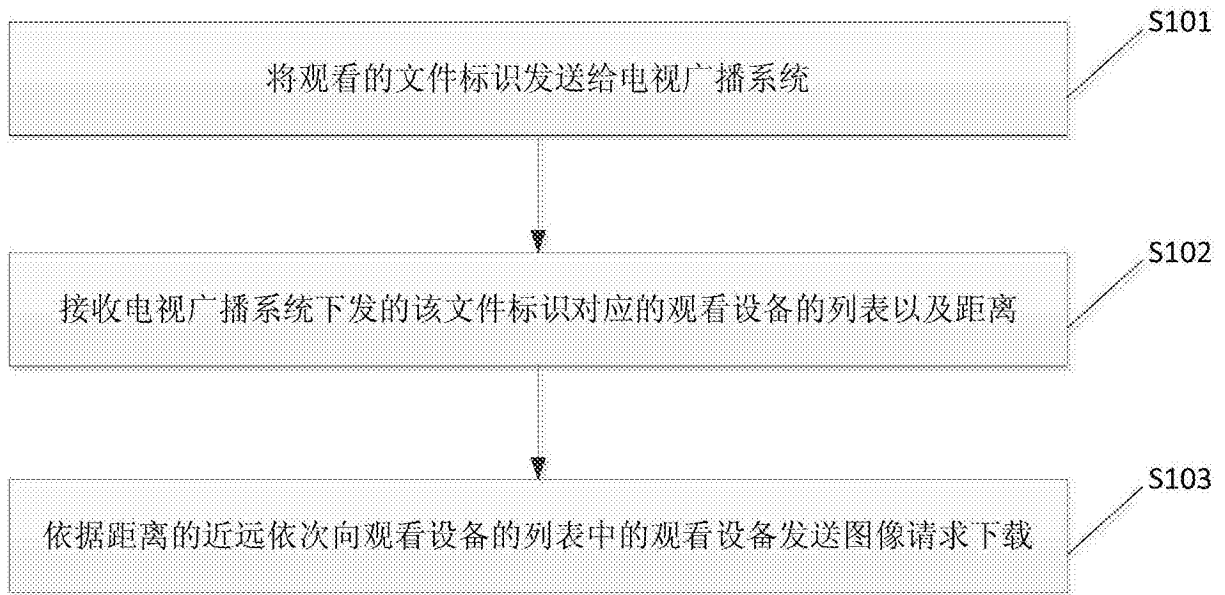 S101
将观看的文件标识发送给电视广播系统
S102
接收电视广播系统下发的该文件标识对应的观看设备的列表以及距离
S103
依据距离的近远依次向观看设备的列表中的观看设备发送图像请求下载